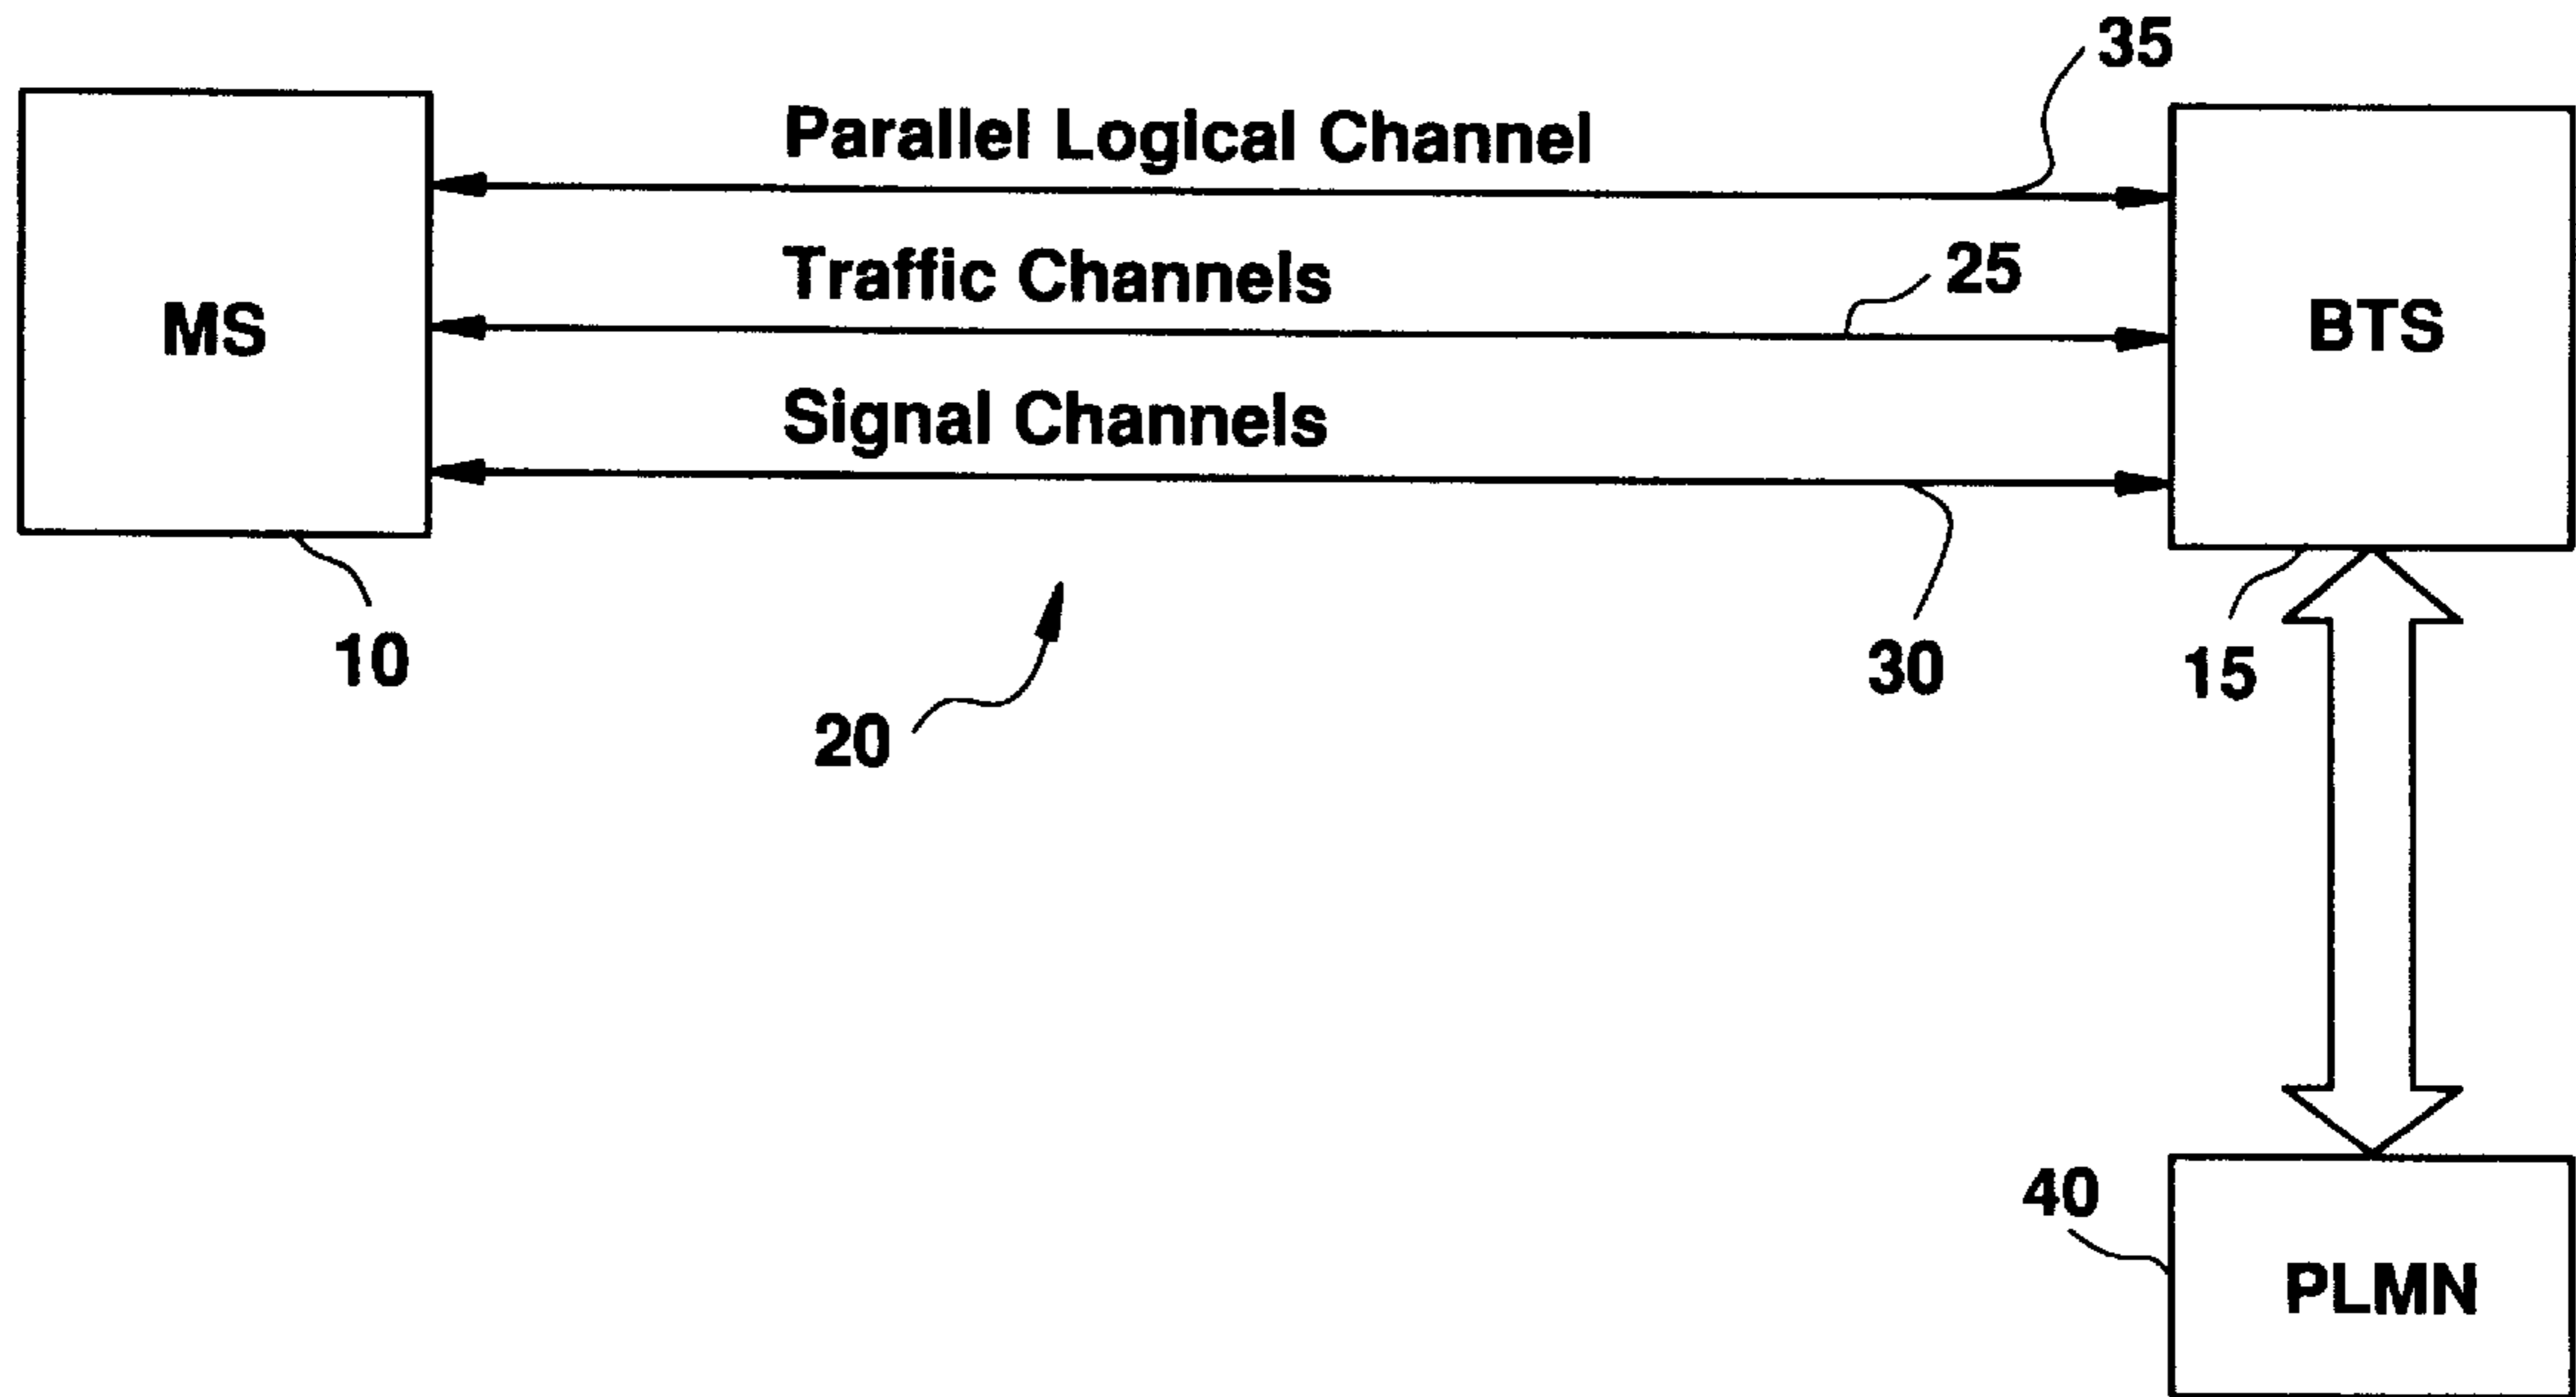 35
Parallel Logical Channel
Traffic Channels
25
MS
BTS
Signal Channels
10
30
15
20
40
PLMN